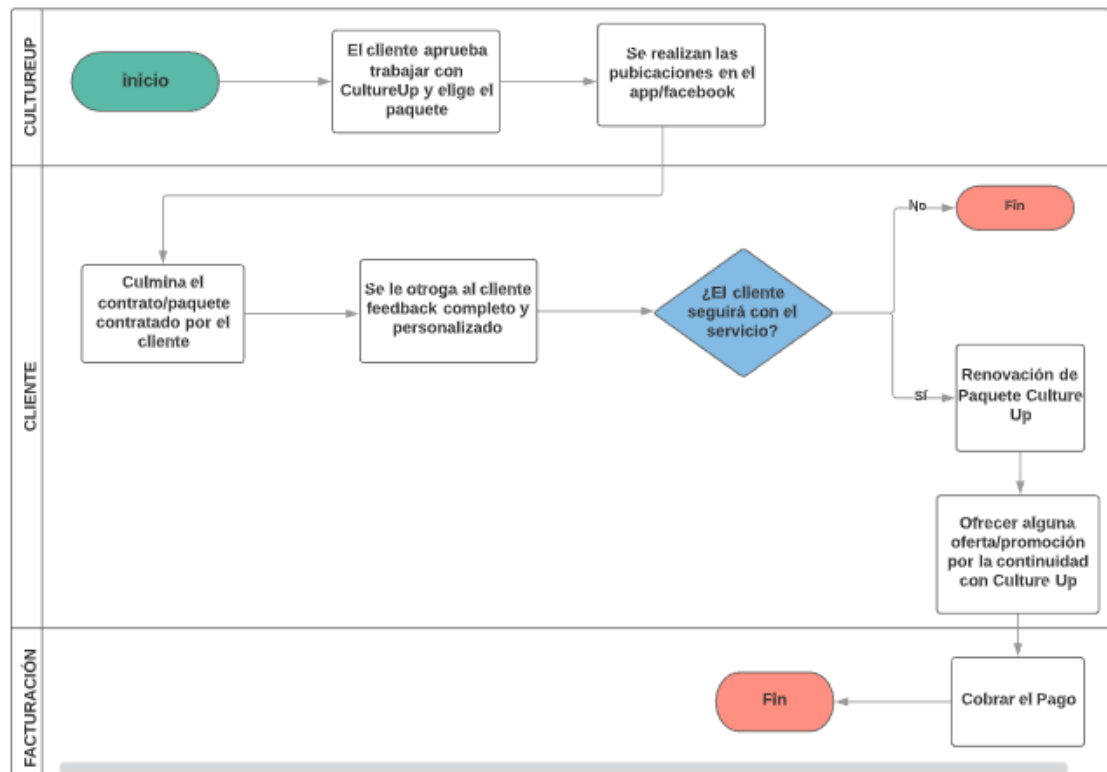 CULTUREUP
inicio
El cliente aprueba
trabajar con
CultureUp y elige el
paquete
Se realizan las
pubicaciones en el
app/facebook
CLIENTE
Culmina el
contrato/paquete
contratado por el
cliente
Se le otroga al cliente
feedback completo y
personalizado
¿El cliente
seguirá con el
servicio?
No
Fin
SÍ
Renovación de
Paquete Culture
Up
Ofrecer alguna
oferta/promoción
por la continuidad
con Culture Up
FACTURACIÓN
Cobrar el Pago
Fin